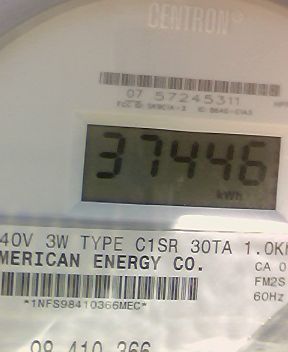 CENTRON®
07 57245311
37446
kWh
40V 3W TYPE C1SR 30TA 1.0K
MERICAN ENERGY CO.
CA 0
FM2S
60Hz
*1NFS98410366MEC*
98 410 366